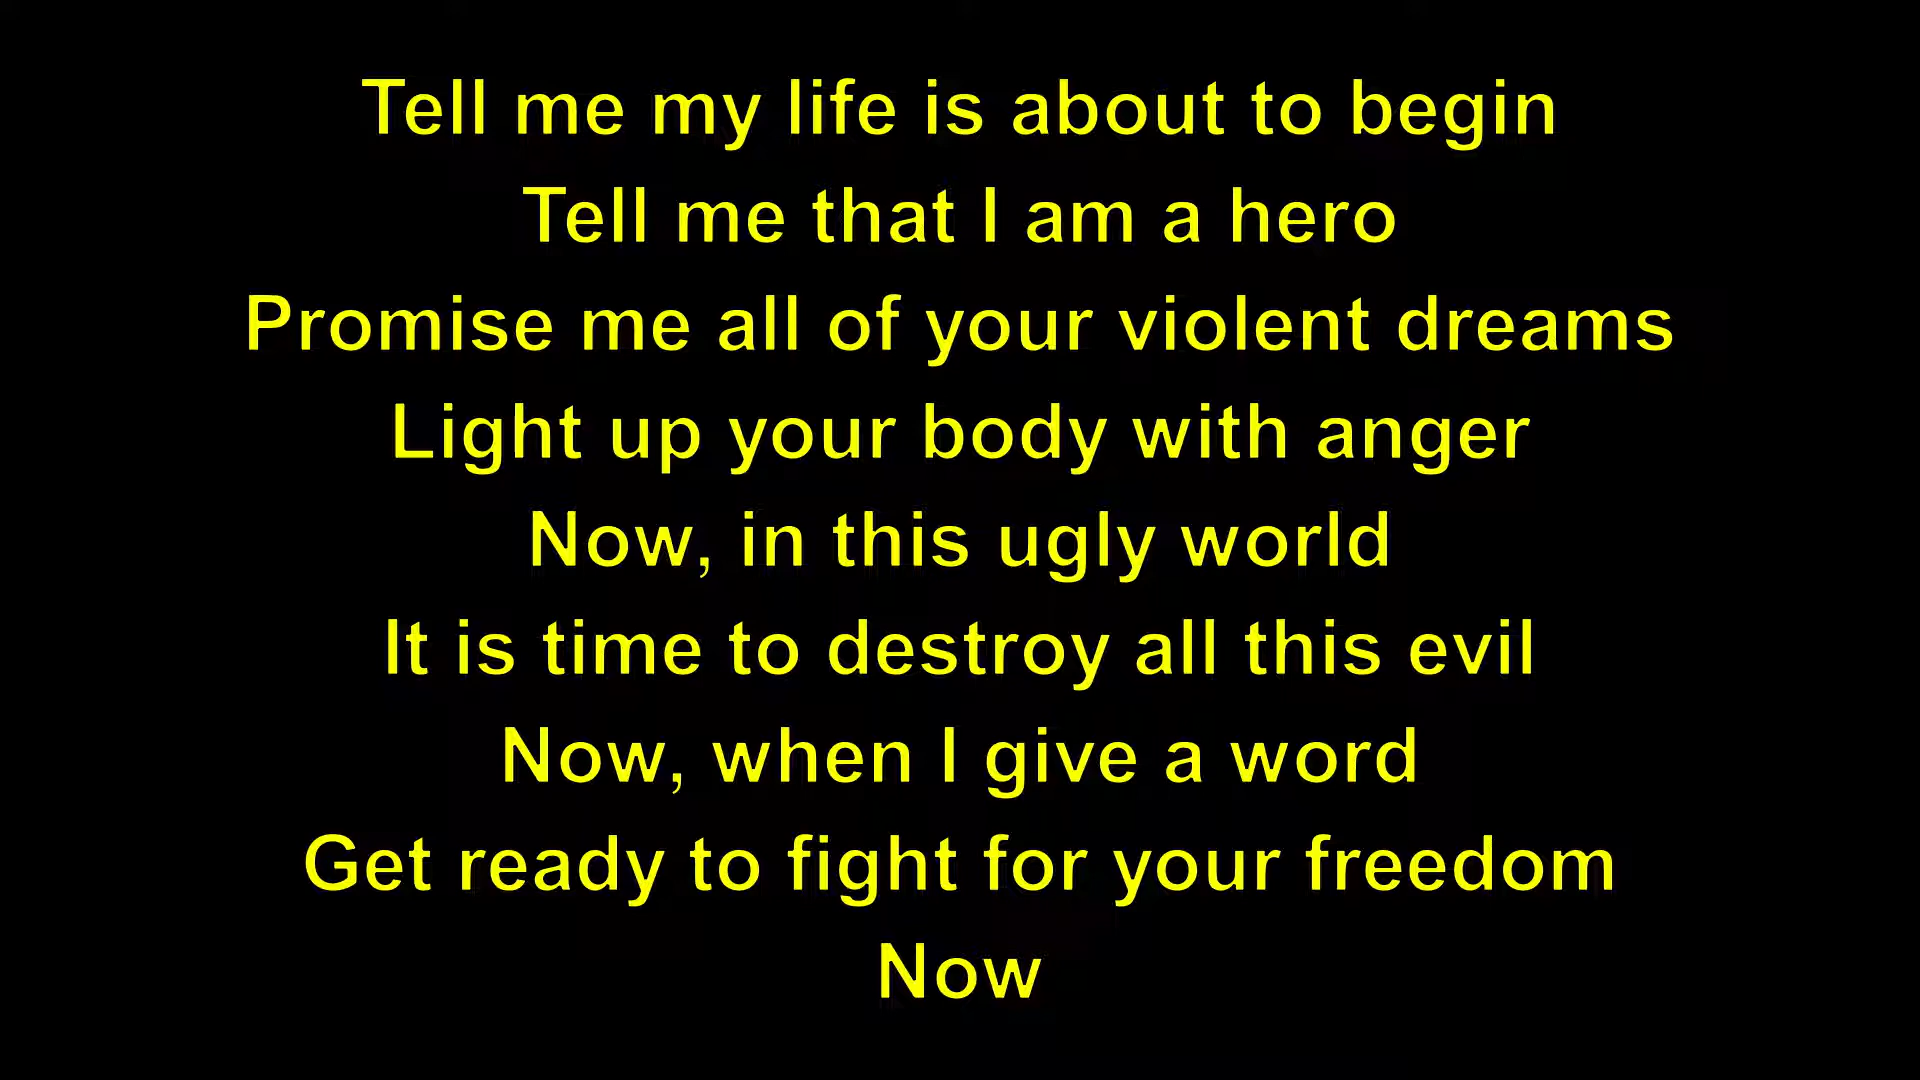 Tell me my life is about to begin
Tell me that I am a hero
Promise me all of your violent dreams
Light up your body with anger
Now, in this ugly world
It is time to destroy all this evil
Now, when I give a word
Get ready to fight for your freedom
Now